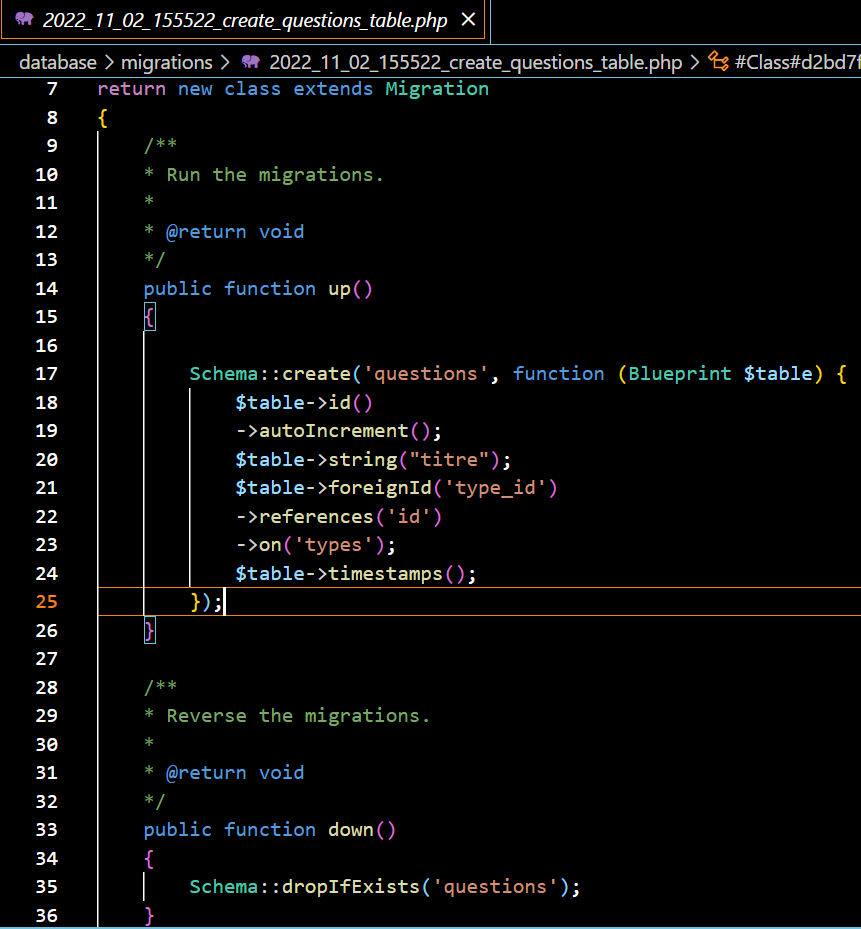 2022_11_02_155522_create_questions_table.php ×
database > migrations > 2022_11_02_155522_create_questions_table.php > #Class#d2bd7f
7 return new class extends Migration
8 {
9 /**
10 * Run the migrations.
11 *
12 * @return void
13 */
14 public function up()
15 {
16
17 Schema::create('questions', function (Blueprint $table) {
18 $table->id()
19 ->autoIncrement();
20 $table->string("titre");
21 $table->foreignId('type_id')
22 ->references('id')
23 ->on('types');
24 $table->timestamps();
25 });
26 }
27
28 /**
29 * Reverse the migrations.
30 *
31 * @return void
32 */
33 public function down()
34 {
35 Schema::dropIfExists('questions');
36 }